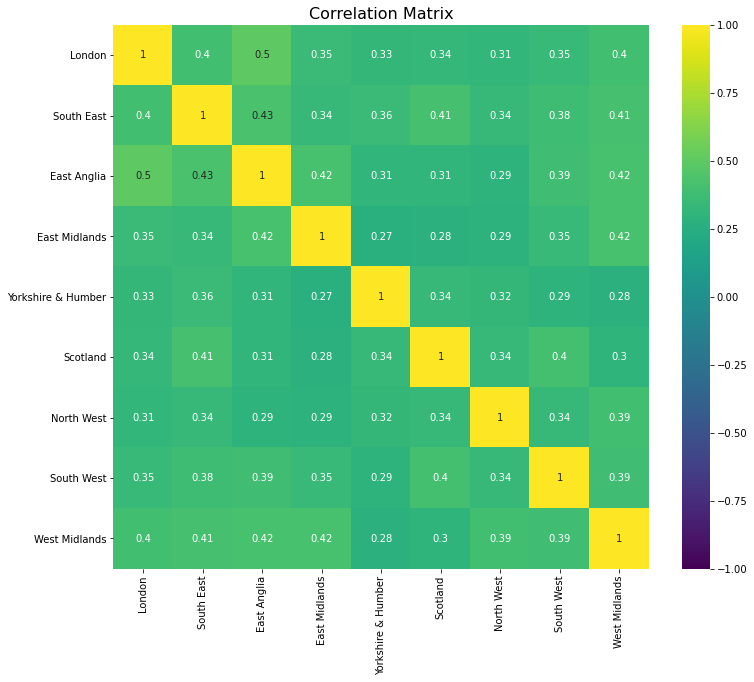 Correlation Matrix
London 1 0.4 0.5 0.35 0.33 0.34 0.31 0.35 0.4
South East 0.4 1 0.43 0.34 0.36 0.41 0.34 0.38 0.41
East Anglia 0.5 0.43 1 0.42 0.31 0.31 0.29 0.39 0.42
East Midlands 0.35 0.34 0.42 1 0.27 0.28 0.29 0.35 0.42
Yorkshire & Humber 0.33 0.36 0.31 0.27 1 0.34 0.32 0.29 0.28
Scotland 0.34 0.41 0.31 0.28 0.34 1 0.34 0.4 0.3
North West 0.31 0.34 0.29 0.29 0.32 0.34 1 0.34 0.39
South West 0.35 0.38 0.39 0.35 0.29 0.4 0.34 1 0.39
West Midlands 0.4 0.41 0.42 0.42 0.28 0.3 0.39 0.39 1
London
South East
East Anglia
East Midlands
Yorkshire & Humber
Scotland
North West
South West
West Midlands
1.00
0.75
0.50
0.25
0.00
−0.25
−0.50
−0.75
−1.00